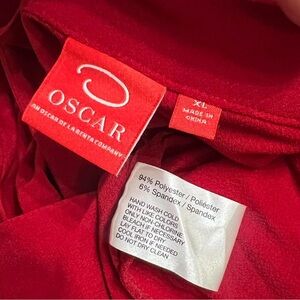 OSCAR
AN OSCAR DE LA RENTA COMPANY
XL
MADE IN
CHINA
94% Polyester / Poliéster
6% Spandex / Spandex
HAND WASH COLD
WITH LIKE COLORS
ONLY NON-CHLORINE
BLEACH IF NECESSARY
LAY FLAT TO DRY
COOL IRON IF NEEDED
DO NOT DRY CLEAN